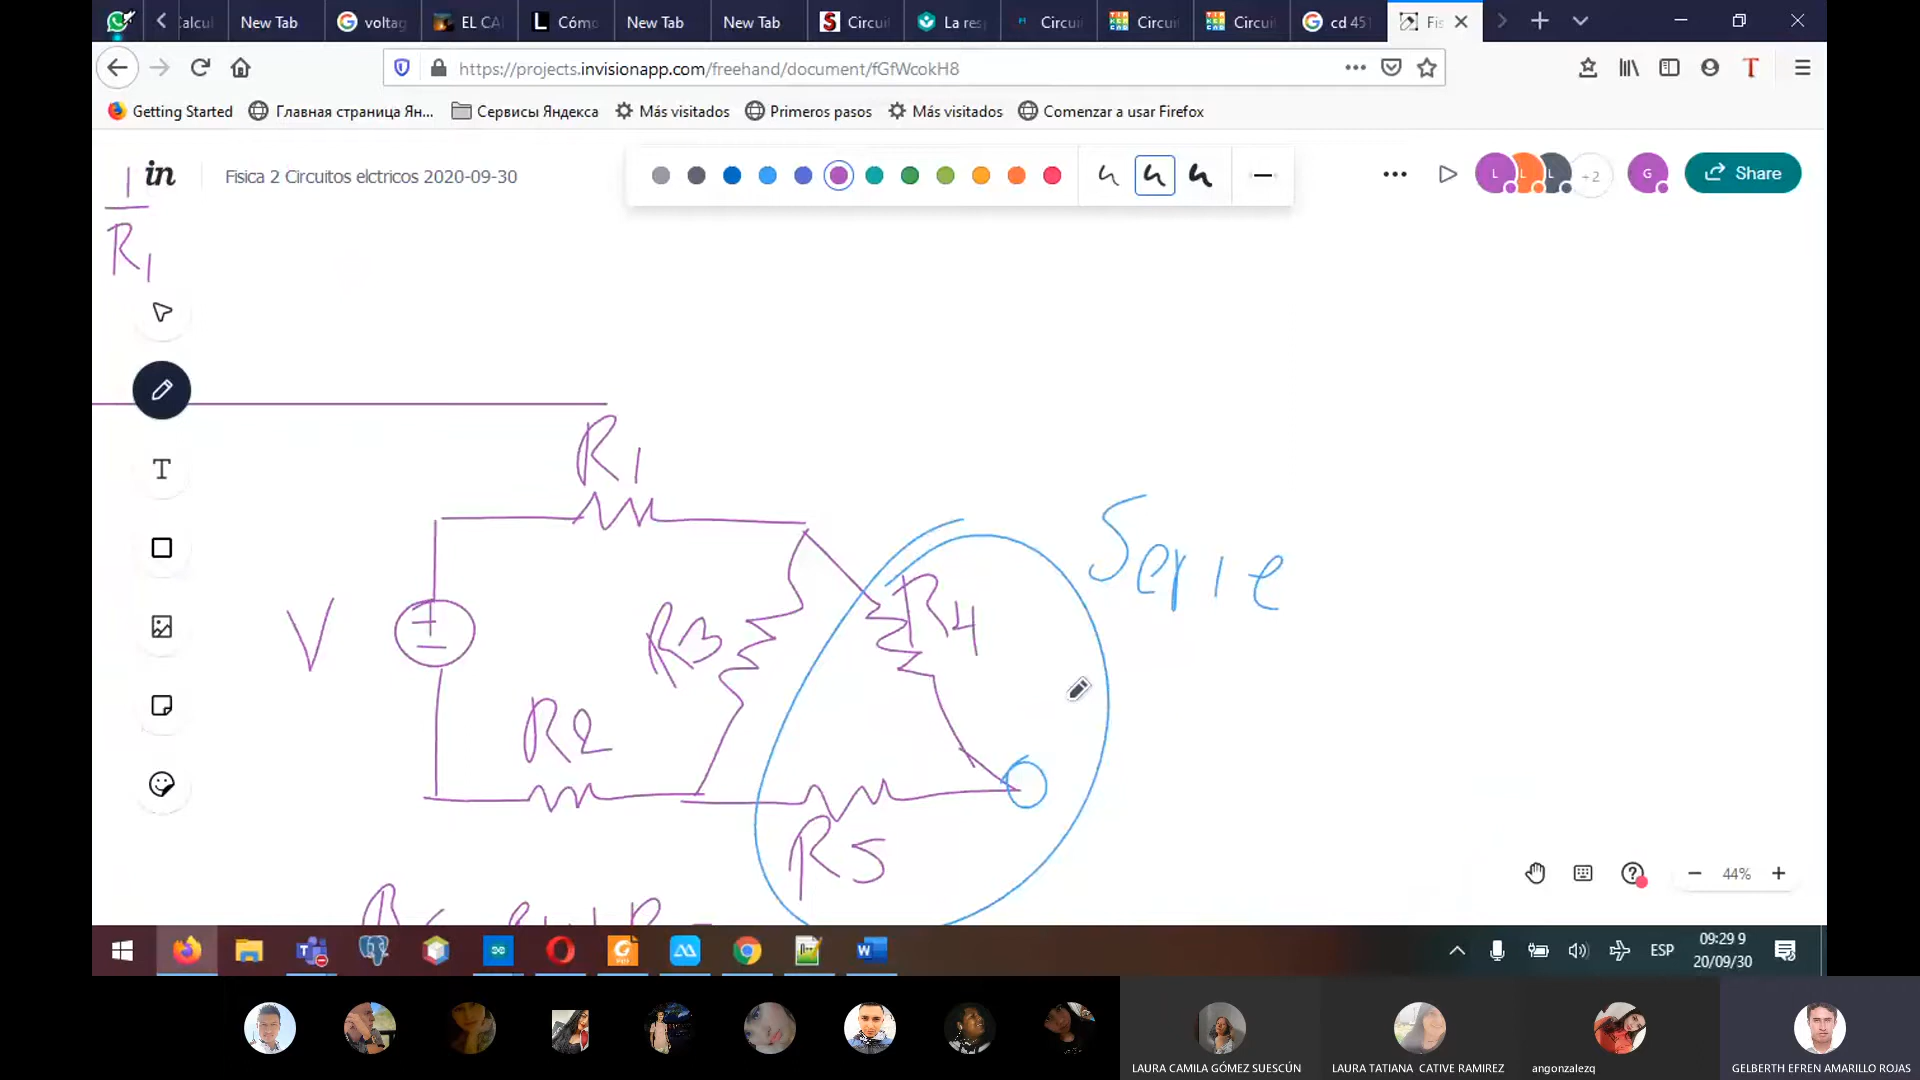 Calcul
New Tab
voltag
EL CA
Cómo
New Tab
New Tab
Circui
La res
Circui
Circui
Circui
cd 451
Fis
https://projects.invisionapp.com/freehand/document/fGfWcokH8
Getting Started
Главная страница Ян...
Сервисы Яндекса
Más visitados
Primeros pasos
Más visitados
Comenzar a usar Firefox
in
Fisica 2 Circuitos elctricos 2020-09-30
L
L
L
+2
G
Share
1
R1
R1
Serie
V
+
R3
R4
R2
R5
44%
ESP
09:29 9
20/09/30
LAURA CAMILA GÓMEZ SUESCÚN
LAURA TATIANA CATIVE RAMIREZ
angonzalezq
GELBERTH EFREN AMARILLO ROJAS